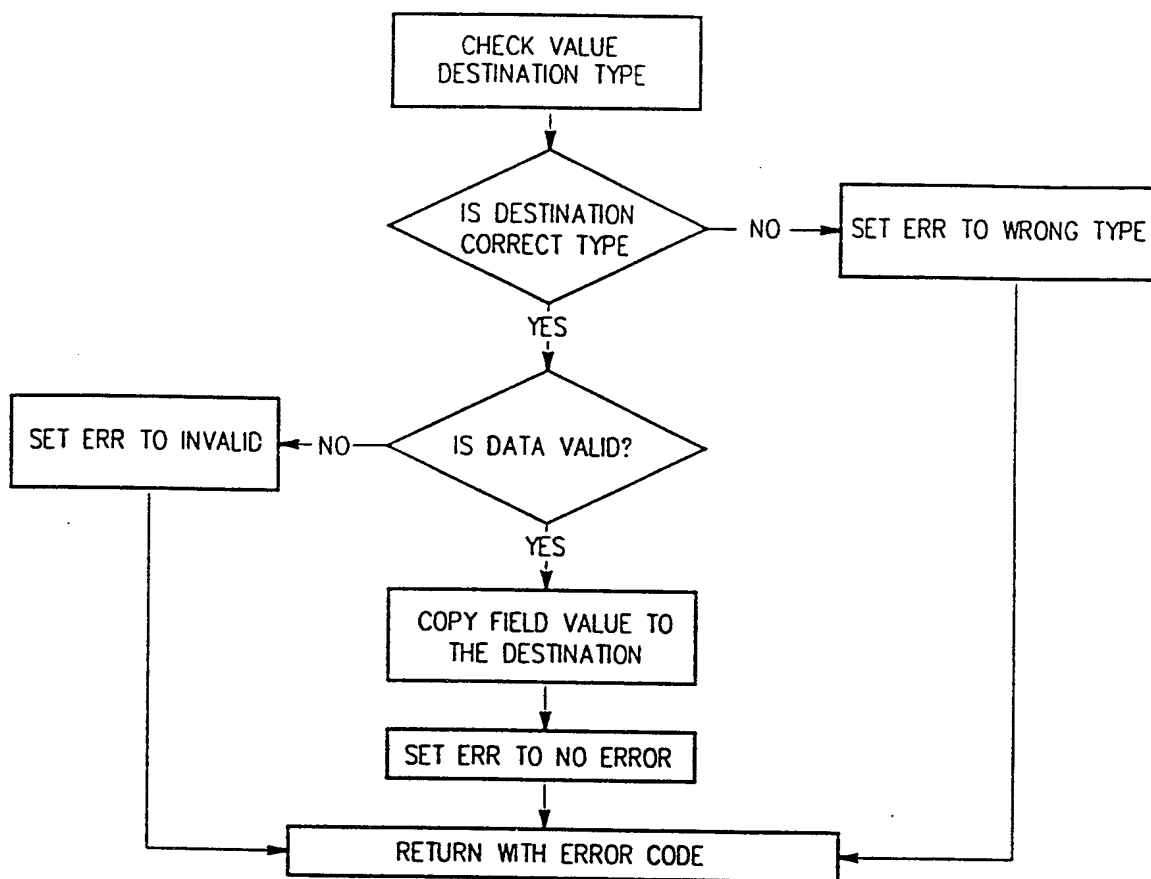 CHECK VALUE
DESTINATION TYPE
IS DESTINATION
CORRECT TYPE
NO
SET ERR TO WRONG TYPE
YES
SET ERR TO INVALID
NO
IS DATA VALID?
YES
COPY FIELD VALUE TO
THE DESTINATION
SET ERR TO NO ERROR
RETURN WITH ERROR CODE